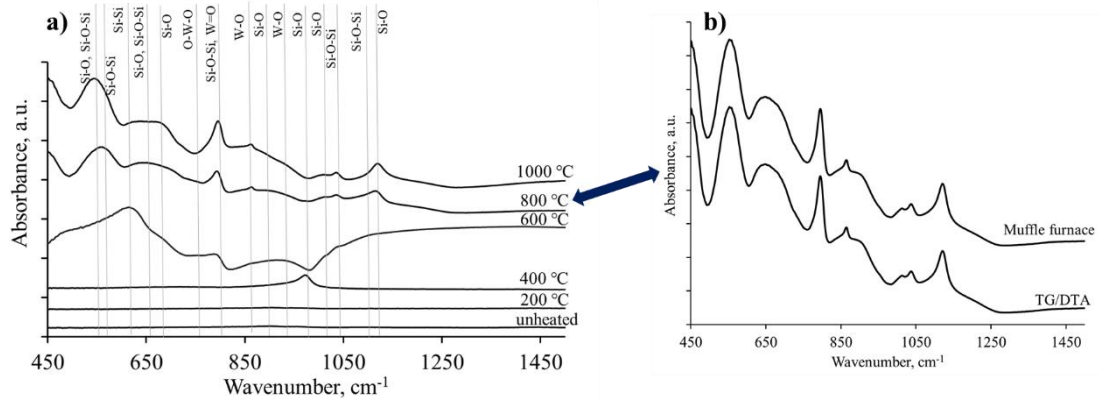 a)
Si-O, Si-O-Si
Si-O-Si
Si-Si
Si-O, Si-O-Si
Si-O
O-W-O
Si-O-Si, W=O
W-O
Si-O
W-O
Si-O
Si-O
Si-O-Si
Si-O-Si
Si-O
Absorbance, a.u.
1000 ℃
800 ℃
600 ℃
400 ℃
200 ℃
unheated
450 650 850 1050 1250 1450
Wavenumber, cm-1
b)
Absorbance, a.u.
Muffle furnace
TG/DTA
450 650 850 1050 1250 1450
Wavenumber, cm-1